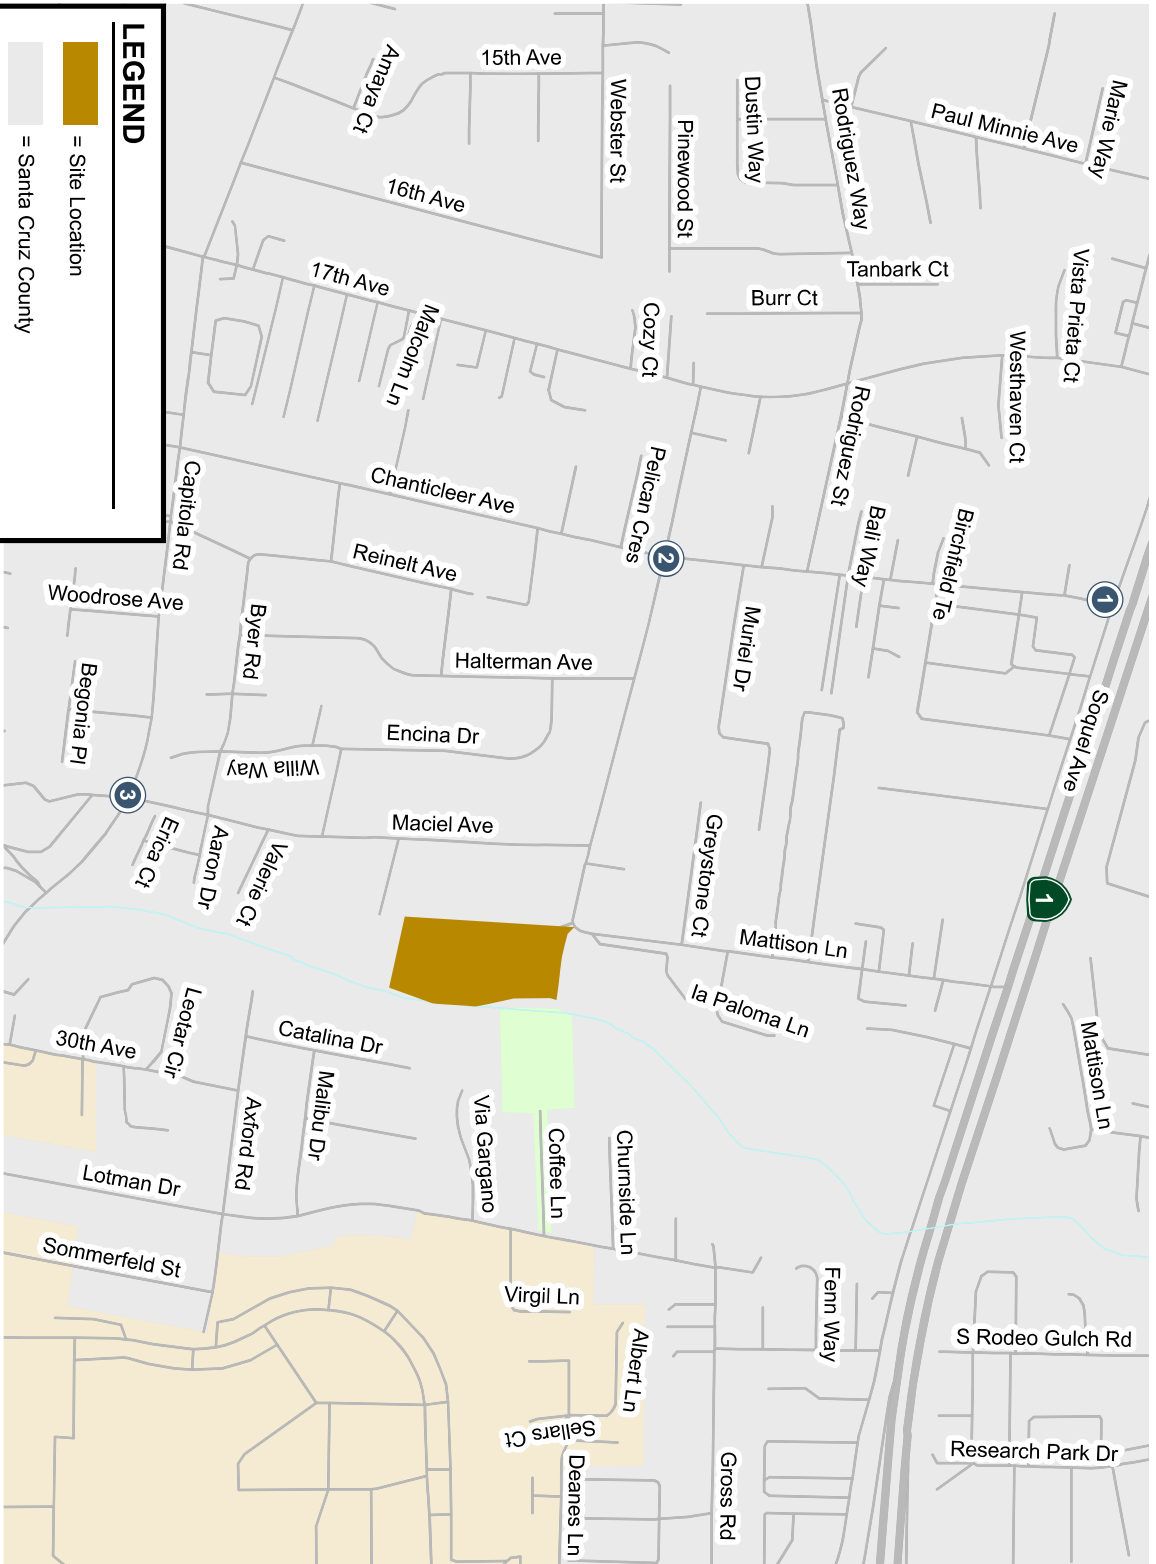 LEGEND
= Site Location
= Santa Cruz County
15th Ave
Amaya Ct
Webster St
Pinewood St
Dustin Way
Rodriguez Way
Paul Minnie Ave
Marie Way
16th Ave
17th Ave
Malcolm Ln
Cozy Ct
Burr Ct
Tanbark Ct
Vista Prieta Ct
Westhaven Ct
Rodriguez St
Pelican Cres
Chanticleer Ave
Capitola Rd
Reinelt Ave
Bali Way
Birchfield Te
2
1
Woodrose Ave
Byer Rd
Halterman Ave
Muriel Dr
Begonia Pl
Encina Dr
Willa Way
Soquel Ave
3
Maciel Ave
Erica Ct
Aaron Dr
Valerie Ct
Greystone Ct
1
Mattison Ln
la Paloma Ln
Leotar Cir
30th Ave
Catalina Dr
Malibu Dr
Axford Rd
Via Gargano
Coffee Ln
Churnside Ln
Mattison Ln
Lotman Dr
Sommerfeld St
Virgil Ln
Albert Ln
Fenn Way
S Rodeo Gulch Rd
Sellars Ct
Deanes Ln
Gross Rd
Research Park Dr